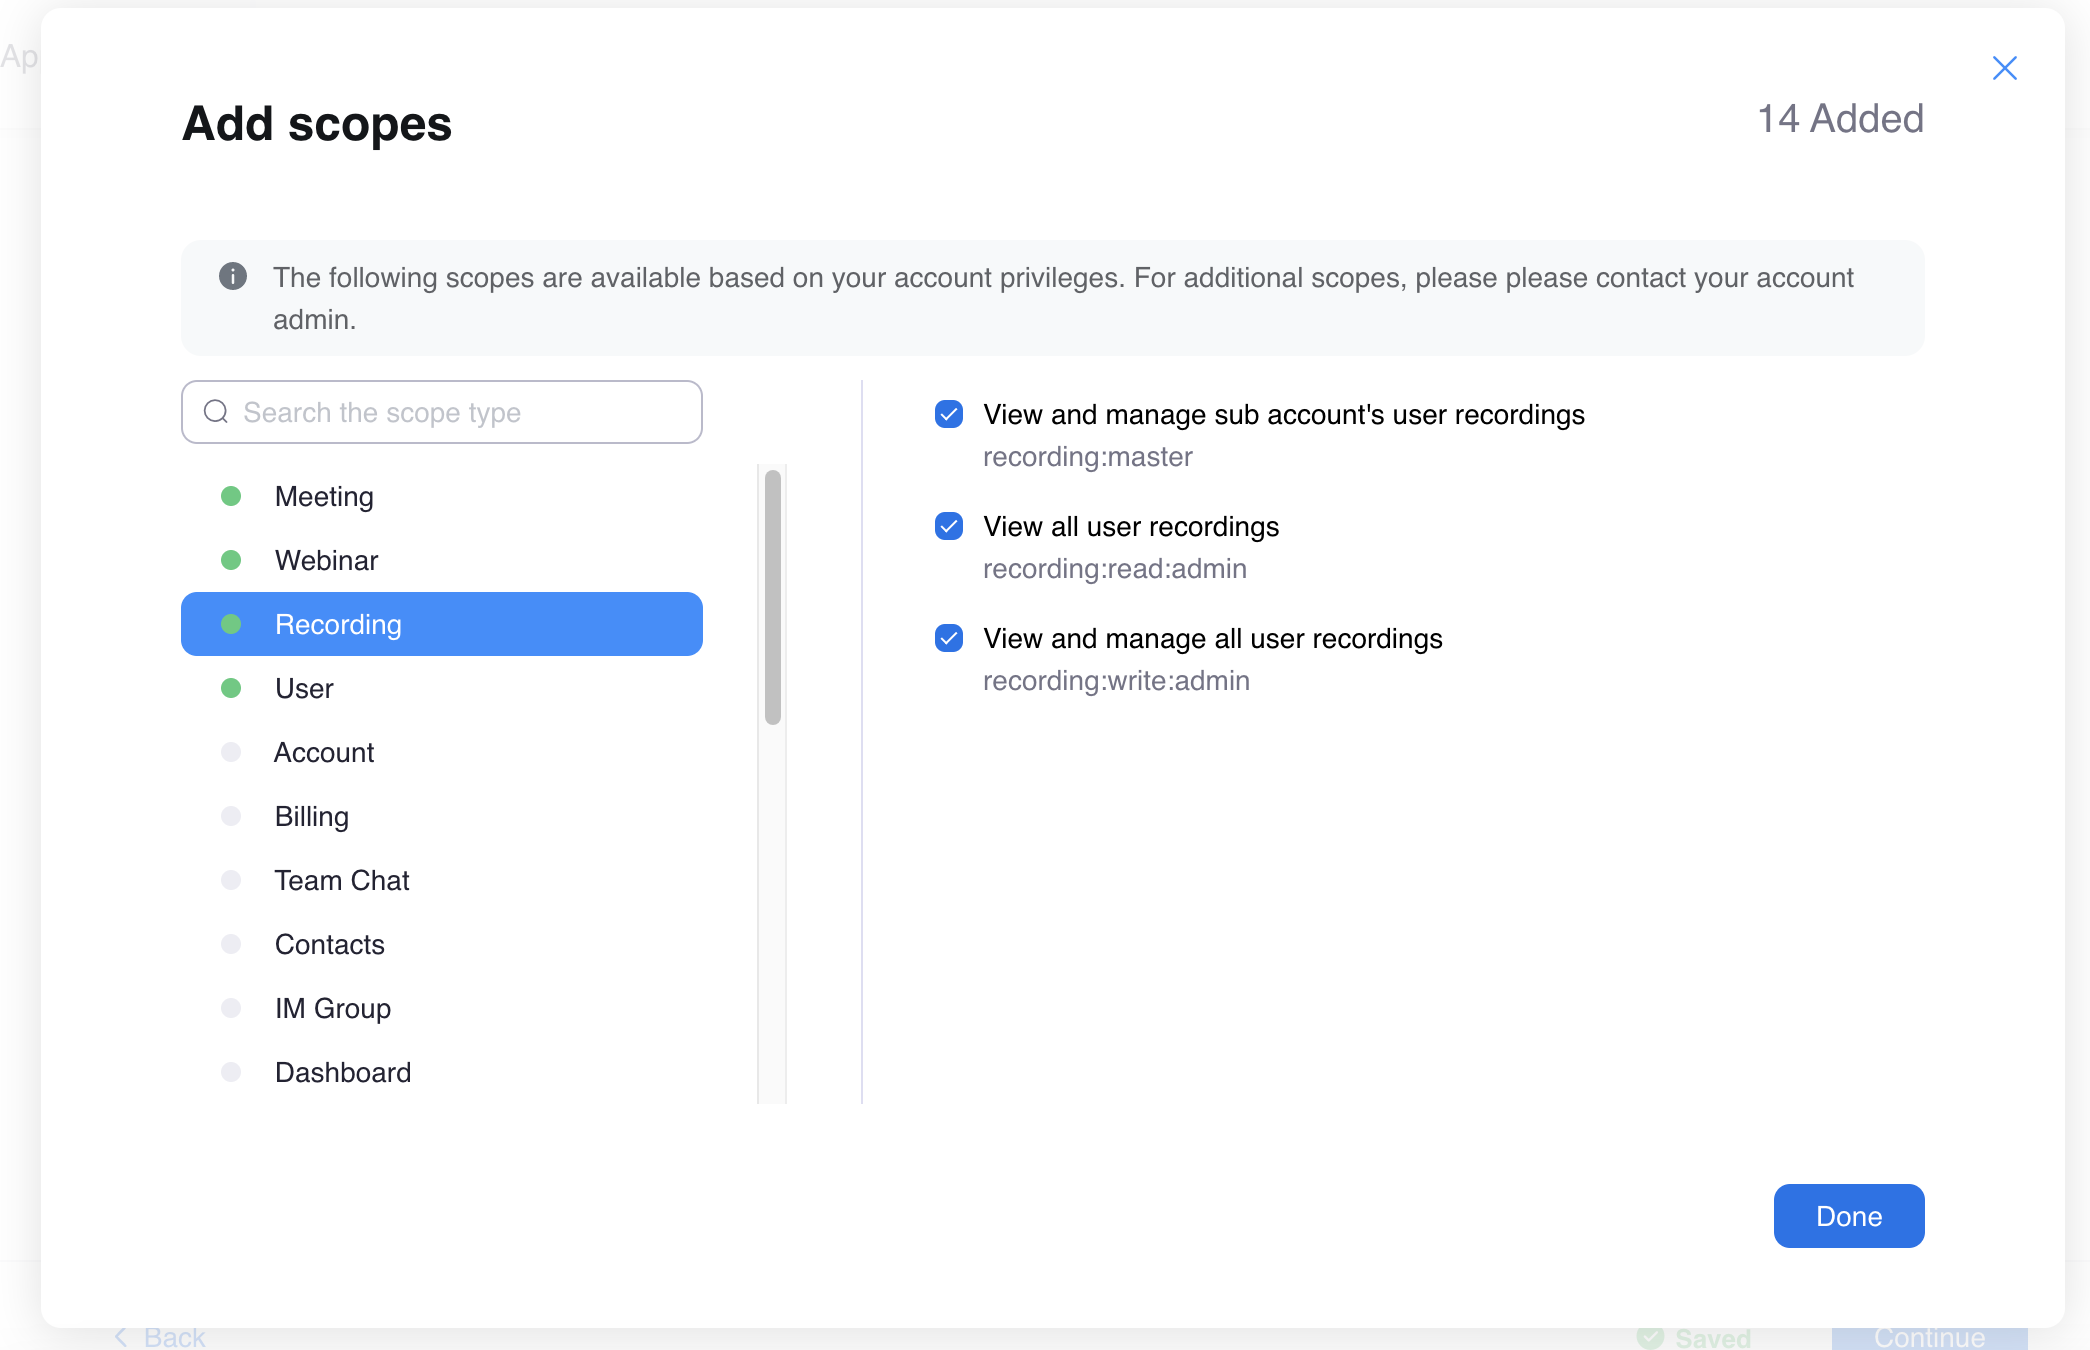 Ap
Add scopes
14 Added
The following scopes are available based on your account privileges. For additional scopes, please please contact your account
admin.
Search the scope type
Meeting
Webinar
Recording
User
Account
Billing
Team Chat
Contacts
IM Group
Dashboard
View and manage sub account's user recordings
recording:master
View all user recordings
recording:read:admin
View and manage all user recordings
recording:write:admin
Done
Back
Saved
Continue